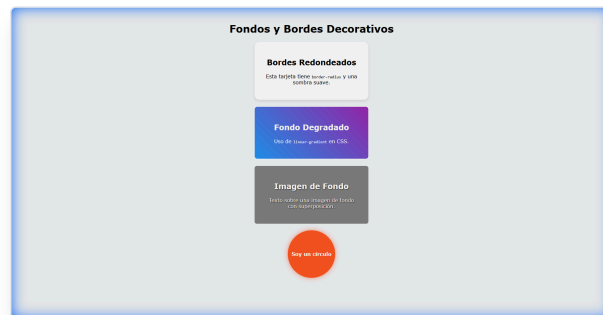 Fondos y Bordes Decorativos
Bordes Redondeados
Esta tarjeta tiene border-radius y una
sombra suave.
Fondo Degradado
Uso de linear-gradient en CSS.
Imagen de Fondo
Texto sobre una imagen de fondo
con superposición.
Soy un círculo